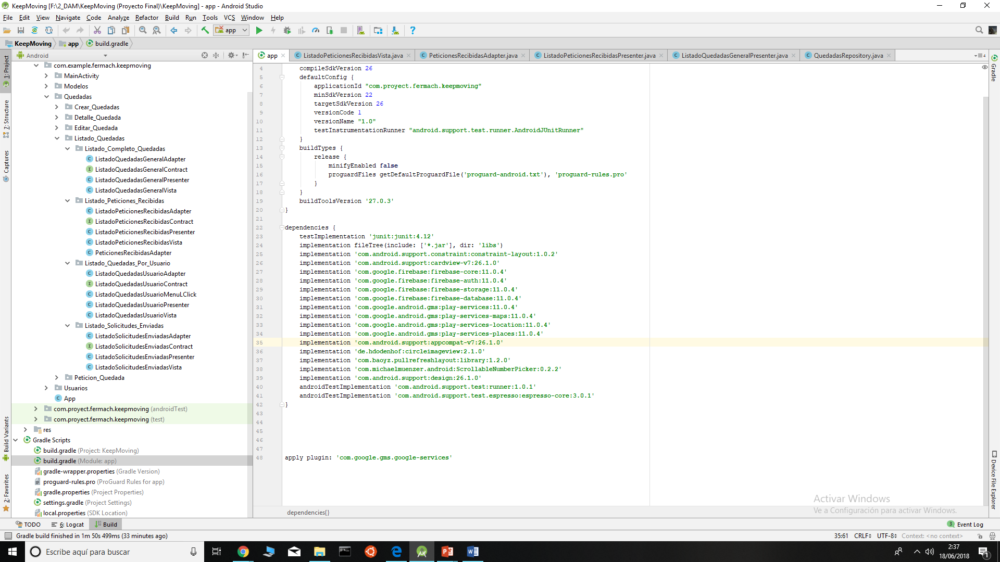 KeepMoving [F:\2_DAM\KeepMoving (Proyecto Final)\KeepMoving] - app - Android Studio
File Edit View Navigate Code Analyze Refactor Build Run Tools VCS Window Help
app
KeepMoving app build.gradle
Android
app ListadoPeticionesRecibidasVista.java PeticionesRecibidasAdapter.java ListadoPeticionesRecibidasPresenter.java ListadoQuedadasGeneralPresenter.java QuedadasRepository.java 4
1: Project
7: Structure
Captures
Build Variants
2: Favorites
com.example.fermach.keepmoving
MainActivity
Modelos
Quedadas
Crear_Quedadas
Detalle_Quedada
Editar_Quedada
Listado_Quedadas
Listado_Completo_Quedadas
ListadoQuedadasGeneralAdapter
ListadoQuedadasGeneralContract
ListadoQuedadasGeneralPresenter
ListadoQuedadasGeneralVista
Listado_Peticiones_Recibidas
ListadoPeticionesRecibidasAdapter
ListadoPeticionesRecibidasContract
ListadoPeticionesRecibidasPresenter
ListadoPeticionesRecibidasVista
PeticionesRecibidasAdapter
Listado_Quedadas_Por_Usuario
ListadoQuedadasUsuarioAdapter
ListadoQuedadasUsuarioContract
ListadoQuedadasUsuarioMenuLClick
ListadoQuedadasUsuarioPresenter
ListadoQuedadasUsuarioVista
Listado_Solicitudes_Enviadas
ListadoSolicitudesEnviadasAdapter
ListadoSolicitudesEnviadasContract
ListadoSolicitudesEnviadasPresenter
ListadoSolicitudesEnviadasVista
Peticion_Quedada
Usuarios
App
com.proyect.fermach.keepmoving (androidTest)
com.proyect.fermach.keepmoving (test)
res
Gradle Scripts
build.gradle (Project: KeepMoving)
build.gradle (Module: app)
gradle-wrapper.properties (Gradle Version)
proguard-rules.pro (ProGuard Rules for app)
gradle.properties (Project Properties)
settings.gradle (Project Settings)
local.properties (SDK Location)
4 compileSdkVersion 26
5 defaultConfig {
6 applicationId "com.proyect.fermach.keepmoving"
7 minSdkVersion 22
8 targetSdkVersion 26
9 versionCode 1
10 versionName "1.0"
11 testInstrumentationRunner "android.support.test.runner.AndroidJUnitRunner"
12 }
13 buildTypes {
14 release {
15 minifyEnabled false
16 proguardFiles getDefaultProguardFile('proguard-android.txt'), 'proguard-rules.pro'
17 }
18 }
19 buildToolsVersion '27.0.3'
20 }
21
22 dependencies {
23 testImplementation 'junit:junit:4.12'
24 implementation fileTree(include: ['*.jar'], dir: 'libs')
25 implementation 'com.android.support.constraint:constraint-layout:1.0.2'
26 implementation 'com.android.support:cardview-v7:26.1.0'
27 implementation 'com.google.firebase:firebase-core:11.0.4'
28 implementation 'com.google.firebase:firebase-auth:11.0.4'
29 implementation 'com.google.firebase:firebase-storage:11.0.4'
30 implementation 'com.google.firebase:firebase-database:11.0.4'
31 implementation 'com.google.android.gms:play-services:11.0.4'
32 implementation 'com.google.android.gms:play-services-maps:11.0.4'
33 implementation 'com.google.android.gms:play-services-location:11.0.4'
34 implementation 'com.google.android.gms:play-services-places:11.0.4'
35 implementation 'com.android.support:appcompat-v7:26.1.0'
36 implementation 'de.hdodenhof:circleimageview:2.1.0'
37 implementation 'com.baoyz.pullrefreshlayout:library:1.2.0'
38 implementation 'com.michaelmuenzer.android:ScrollableNumberPicker:0.2.2'
39 implementation 'com.android.support:design:26.1.0'
40 androidTestImplementation 'com.android.support.test:runner:1.0.1'
41 androidTestImplementation 'com.android.support.test.espresso:espresso-core:3.0.1'
42 }
43
44
45
46
47
48 apply plugin: 'com.google.gms.google-services'
dependencies{}
Gradle
Device File Explorer
Activar Windows
Ve a Configuración para activar Windows.
TODO 6: Logcat Build 3 Event Log
Gradle build finished in 1m 50s 499ms (33 minutes ago) 35:61 CRLF UTF-8 Context: <no context>
Escribe aquí para buscar
2:37
18/06/2018
1